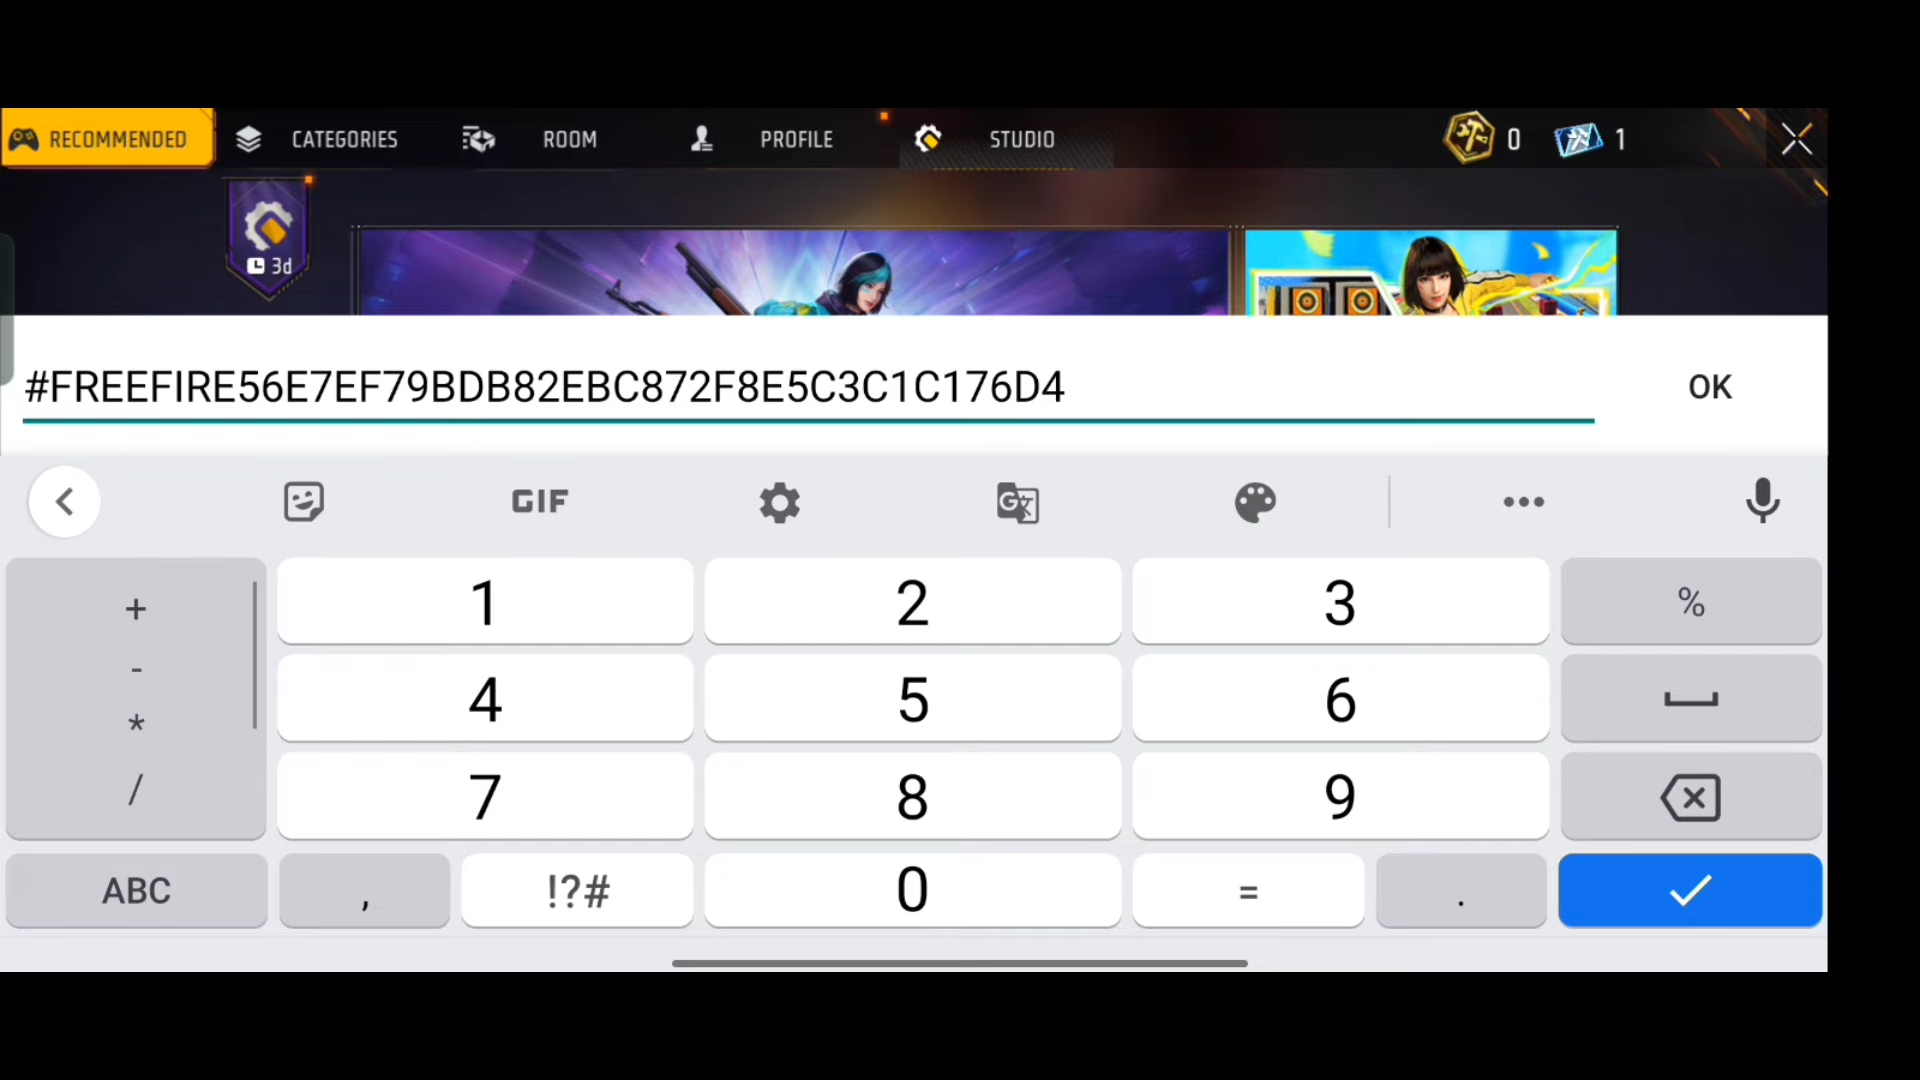 RECOMMENDED CATEGORIES ROOM PROFILE STUDIO 0 1
3d
#FREEFIRE56E7EF79BDB82EBC872F8E5C3C1C176D4 OK
GIF
+ 1 2 3 %
- 4 5 6
*
/ 7 8 9
ABC , !?# 0 = .